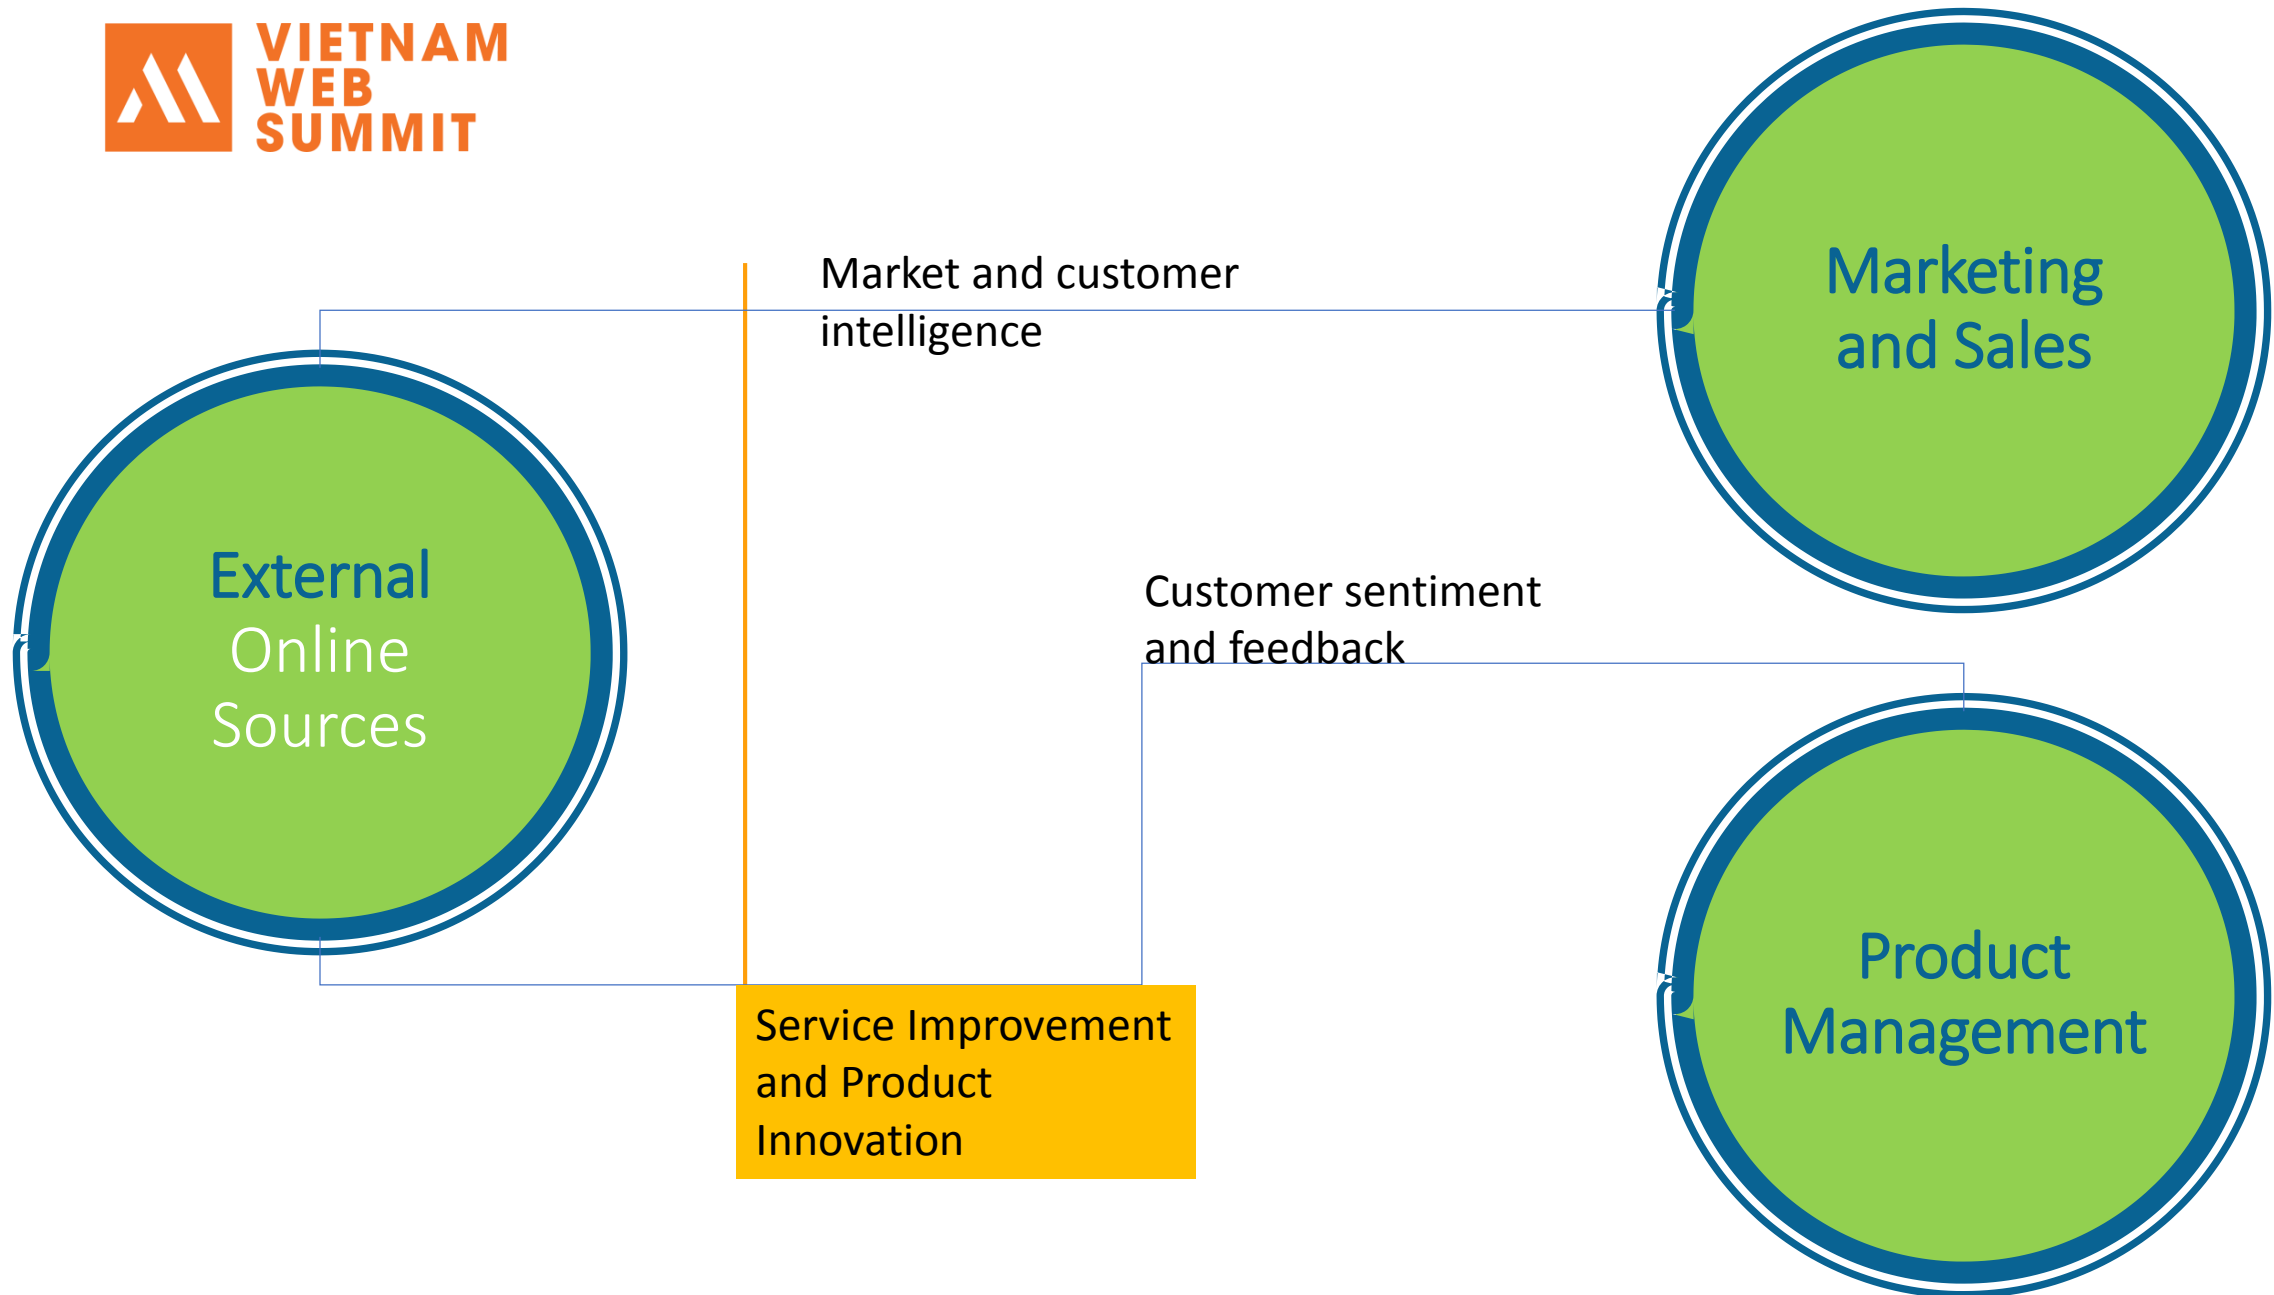 VIETNAM
WEB
SUMMIT
Market and customer
intelligence
Marketing
and Sales
External
Online
Sources
Customer sentiment
and feedback
Product
Management
Service Improvement
and Product
Innovation